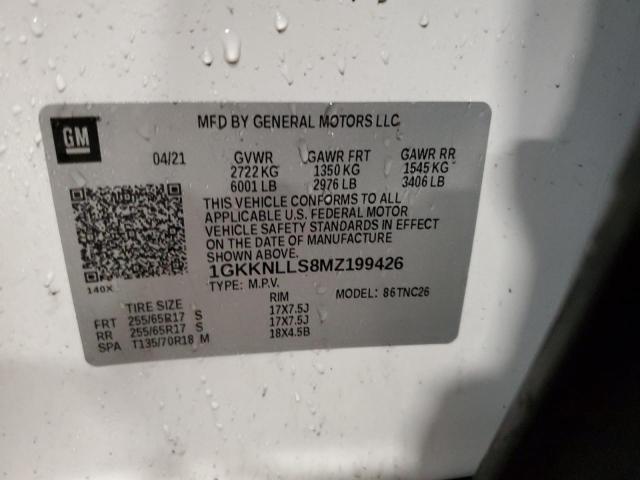 GM
MFD BY GENERAL MOTORS LLC
04/21 GVWR GAWR FRT GAWR RR
2722 KG 1350 KG 1545 KG
6001 LB 2976 LB 3406 LB
THIS VEHICLE CONFORMS TO ALL
APPLICABLE U.S. FEDERAL MOTOR
VEHICLE SAFETY STANDARDS IN EFFECT
ON THE DATE OF MANUFACTURE
SHOWN ABOVE.
1GKKNLLS8MZ199426
140X TYPE: M.P.V. MODEL: 86TNC26
TIRE SIZE RIM
FRT 255/65R17 S 17X7.5J
RR 255/65R17 S 17X7.5J
SPA T135/70R18 M 18X4.5B